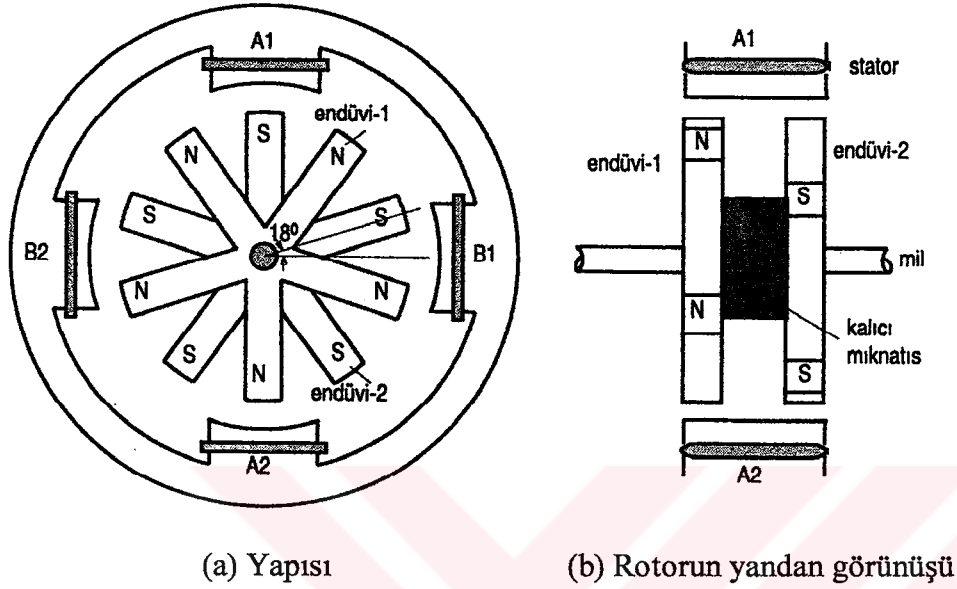 A1
endüvi-1
S
N
N
S
S
18º
B2
B1
N
N
S
S
N
endüvi-2
A2
(a) Yapısı
A1
stator
N
endüvi-1
endüvi-2
S
mil
N
kalıcı
mıknatıs
S
A2
(b) Rotorun yandan görünüşü